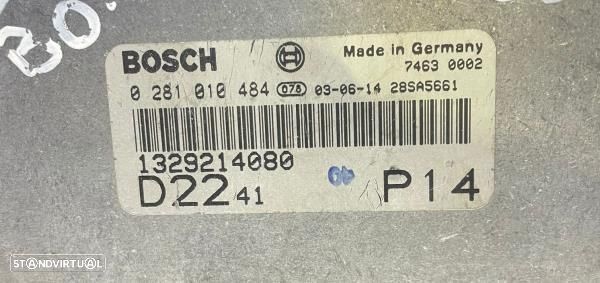 BOSCH
Made in Germany
7463 0002
0 281 010 484 078 03-06-14 28SA5661
1329214080
D22 41
P14
STANDVIRTUAL